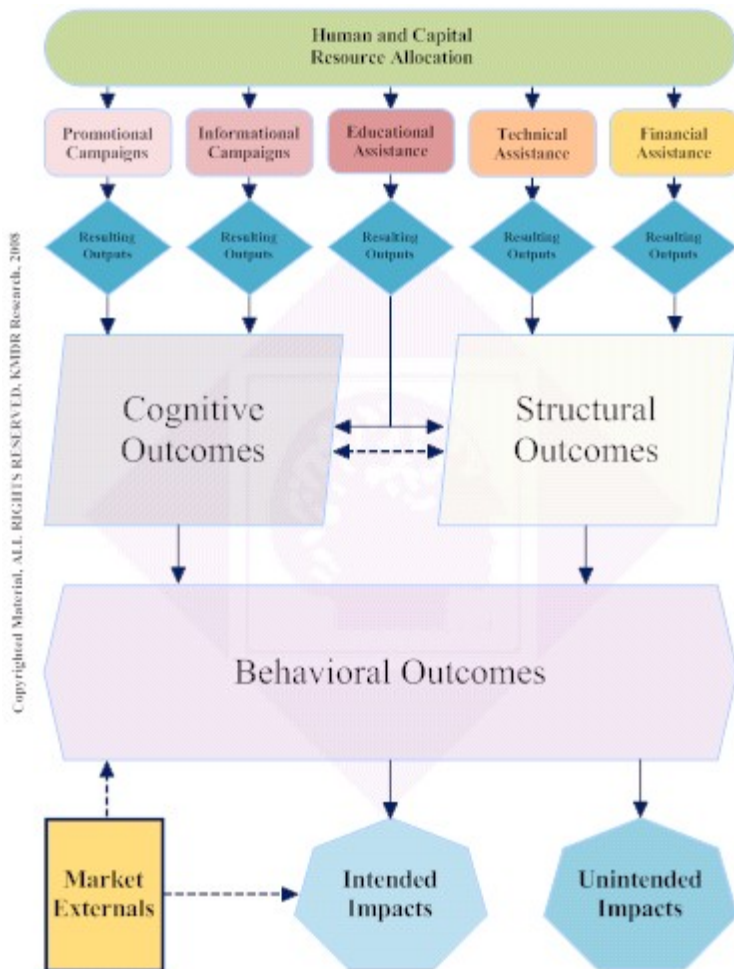 Human and Capital
Resource Allocation
Promotional
Campaigns
Informational
Campaigns
Educational
Assistance
Technical
Assistance
Financial
Assistance
Resulting
Outputs
Resulting
Outputs
Resulting
Outputs
Resulting
Outputs
Resulting
Outputs
Cognitive
Outcomes
Structural
Outcomes
Behavioral Outcomes
Market
Externals
Intended
Impacts
Unintended
Impacts
Copyrighted Material, ALL RIGHTS RESERVED, KMDR Research, 2008